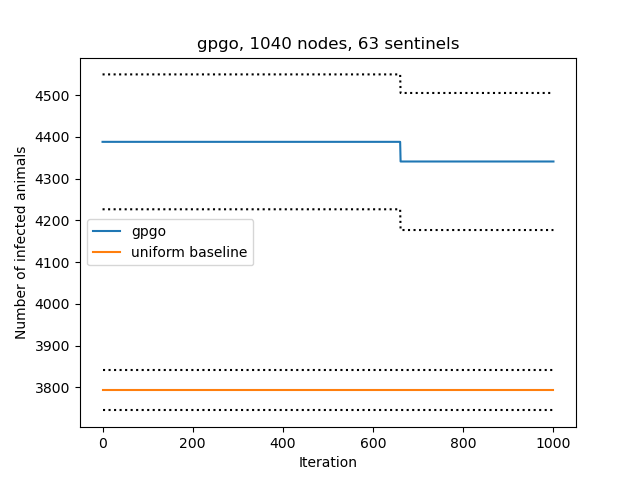 gpgo, 1040 nodes, 63 sentinels
Number of infected animals
4500
4400
4300
4200
4100
4000
3900
3800
gpgo
uniform baseline
0
200
400
600
800
1000
Iteration